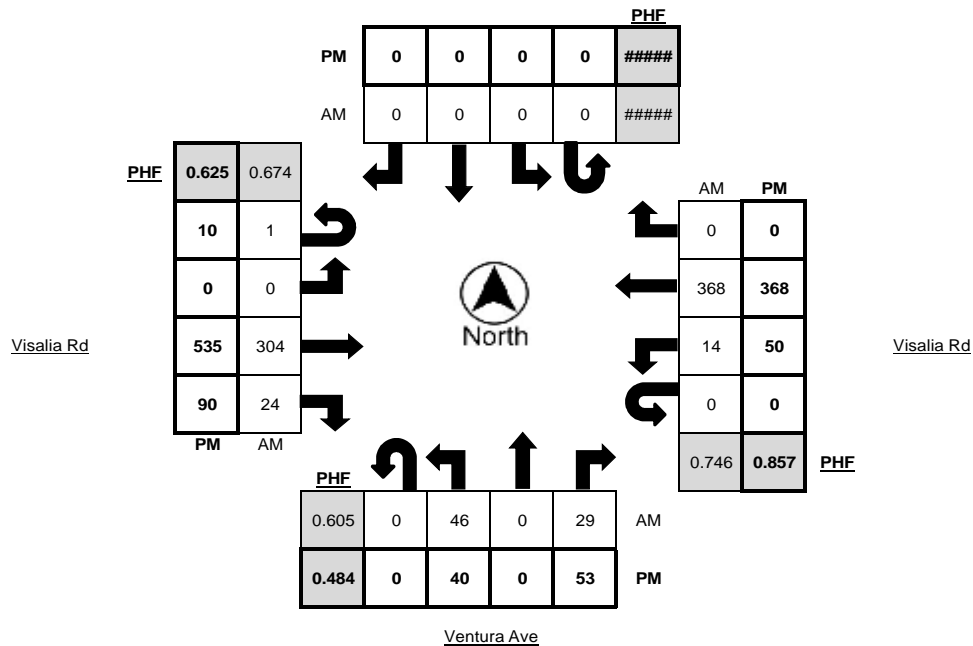 PHF
PM 0 0 0 0 #####
AM 0 0 0 0 #####
PHF 0.625 0.674
10 1
0 0
535 304
90 24
PM AM
Visalia Rd
North
AM PM
0 0
368 368
14 50
0 0
0.746 0.857 PHF
Visalia Rd
PHF
0.605 0 46 0 29 AM
0.484 0 40 0 53 PM
Ventura Ave